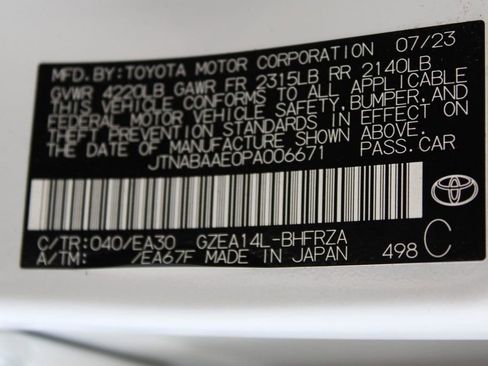 MFD.BY:TOYOTA MOTOR CORPORATION 07/23
GVWR 4220LB GAWR FR 2315LB RR 2140LB
THIS VEHICLE CONFORMS TO ALL APPLICABLE
FEDERAL MOTOR VEHICLE SAFETY,BUMPER,AND
THEFT PREVENTION STANDARDS IN EFFECT ON
THE DATE OF MANUFACTURE SHOWN ABOVE.
JTNABAAE0PA006671 PASS.CAR
C/TR:040/EA30 GZEA14L-BHFRZA
A/TM: /EA67F MADE IN JAPAN 498 C